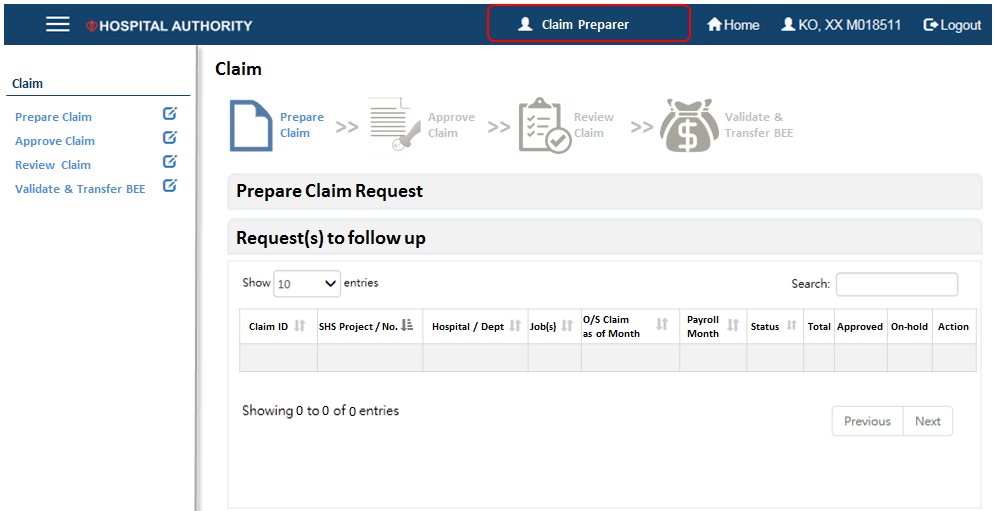 HOSPITAL AUTHORITY
Claim Preparer
Home
KO, XX M018511
Logout
Claim
Prepare Claim
Approve Claim
Review Claim
Validate & Transfer BEE
Claim
Prepare
Claim
>>
Approve
Claim
>>
Review
Claim
>>
$
Validate &
Transfer BEE
Prepare Claim Request
Request(s) to follow up
Show 10 entries
Search:
Claim ID
SHS Project / No.
Hospital / Dept
Job(s)
O/S Claim
as of Month
Payroll
Month
Status
Total
Approved
On-hold
Action
Showing 0 to 0 of 0 entries
Previous
Next